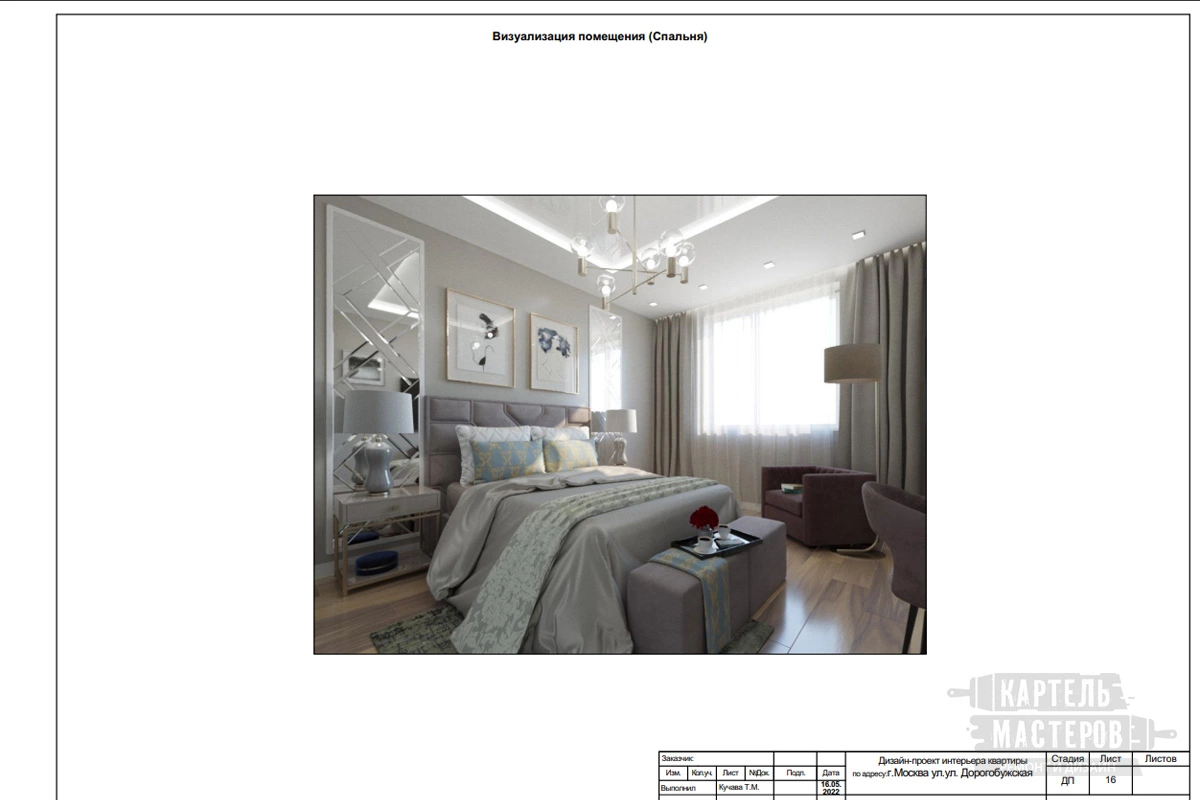 Визуализация помещения (Спальня)
КАРТЕЛЬ
МАСТЕРОВ
Заказчик:
Изм. Кол.уч. Лист №Док. Подп. Дата
Выполнил Кучава Т.М. 16.05.
2022
Дизайн-проект интерьера квартиры
по адресу:г.Москва ул.ул. Дорогобужская
Стадия Лист Листов
ДП 16